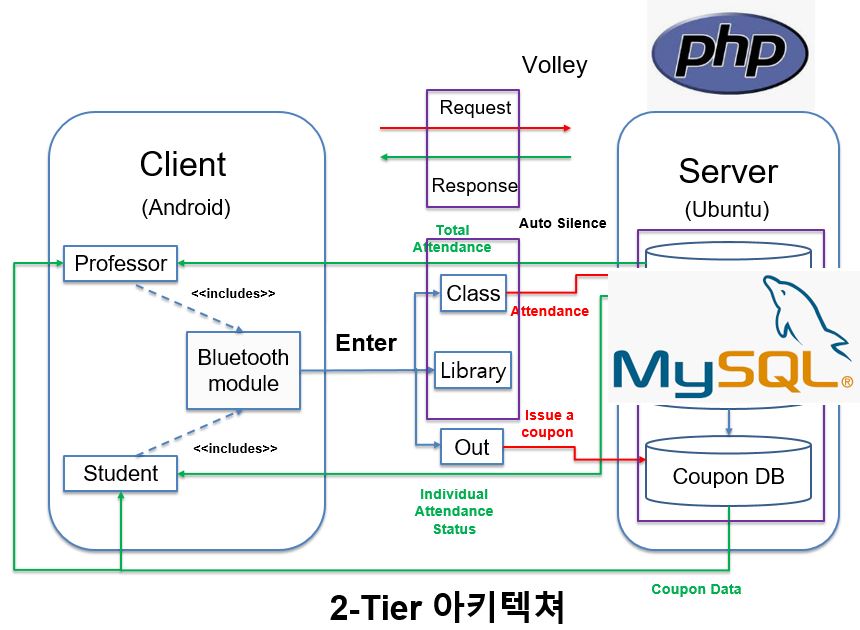 php
Volley
Request
Response
Client
(Android)
Server
(Ubuntu)
Auto Silence
Total
Attendance
Professor
<<includes>>
Class
Attendance
Enter
Bluetooth
module
Library
MySQL®
Issue a
coupon
<<includes>>
Out
Student
Coupon DB
Individual
Attendance
Status
Coupon Data
2-Tier 아키텍쳐